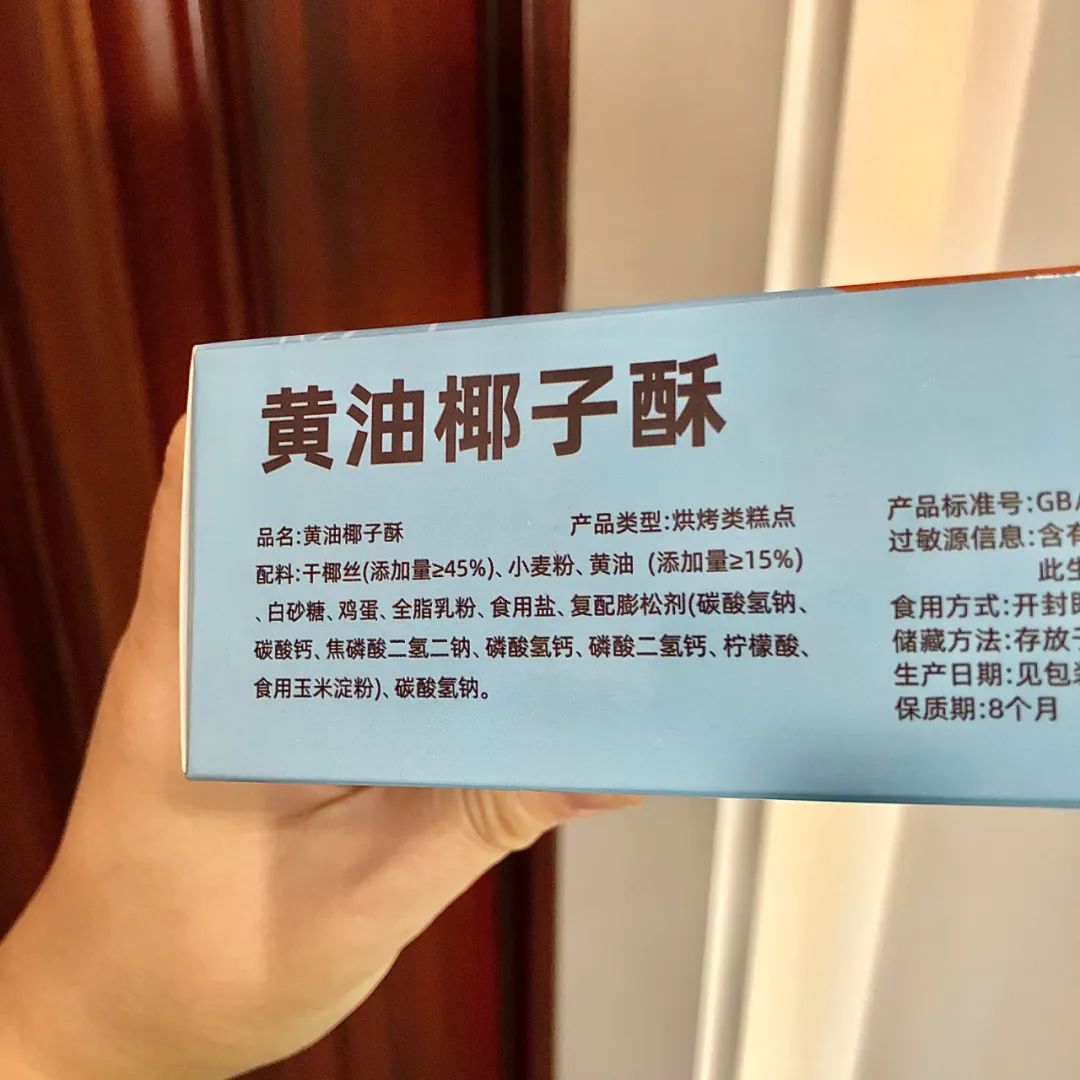 黄油椰子酥
品名:黄油椰子酥 产品类型:烘烤类糕点
配料:干椰丝(添加量≥45%)、小麦粉、黄油 (添加量≥15%)
、白砂糖、鸡蛋、全脂乳粉、食用盐、复配膨松剂(碳酸氢钠、
碳酸钙、焦磷酸二氢二钠、磷酸氢钙、磷酸二氢钙、柠檬酸、
食用玉米淀粉)、碳酸氢钠。
产品标准号:GB/
过敏源信息:含有
此生
食用方式:开封即
储藏方法:存放于
生产日期:见包装
保质期:8个月